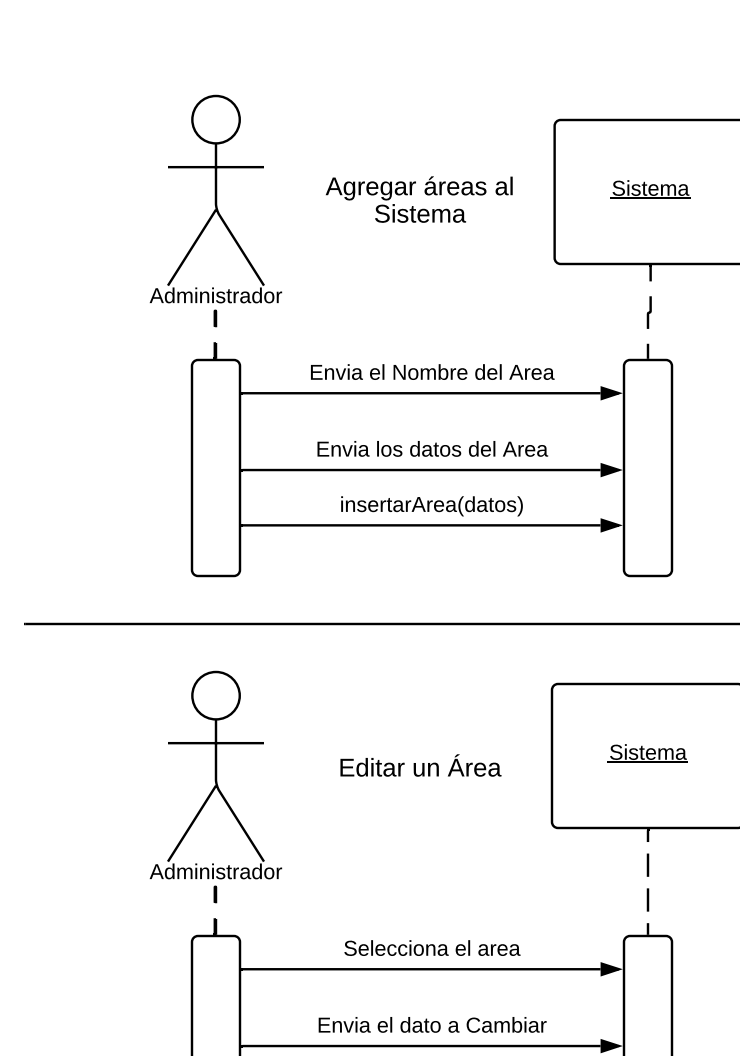 Agregar áreas al
Sistema
Sistema
Administrador
Envia el Nombre del Area
Envia los datos del Area
insertarArea(datos)
Editar un Área
Sistema
Administrador
Selecciona el area
Envia el dato a Cambiar